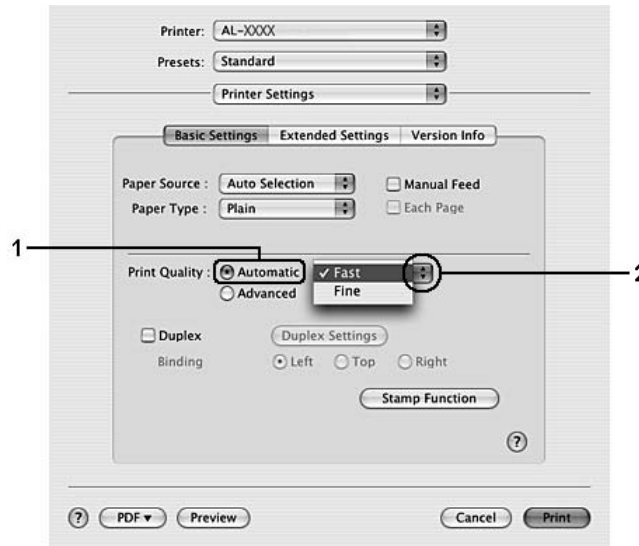 Printer: AL-XXXX
Presets: Standard
Printer Settings
Basic Settings Extended Settings Version Info
Paper Source : Auto Selection Manual Feed
Paper Type : Plain Each Page
1
Print Quality : Automatic ✓ Fast 2
Advanced Fine
Duplex Duplex Settings
Binding Left Top Right
Stamp Function
?
? PDF ▼ Preview Cancel Print